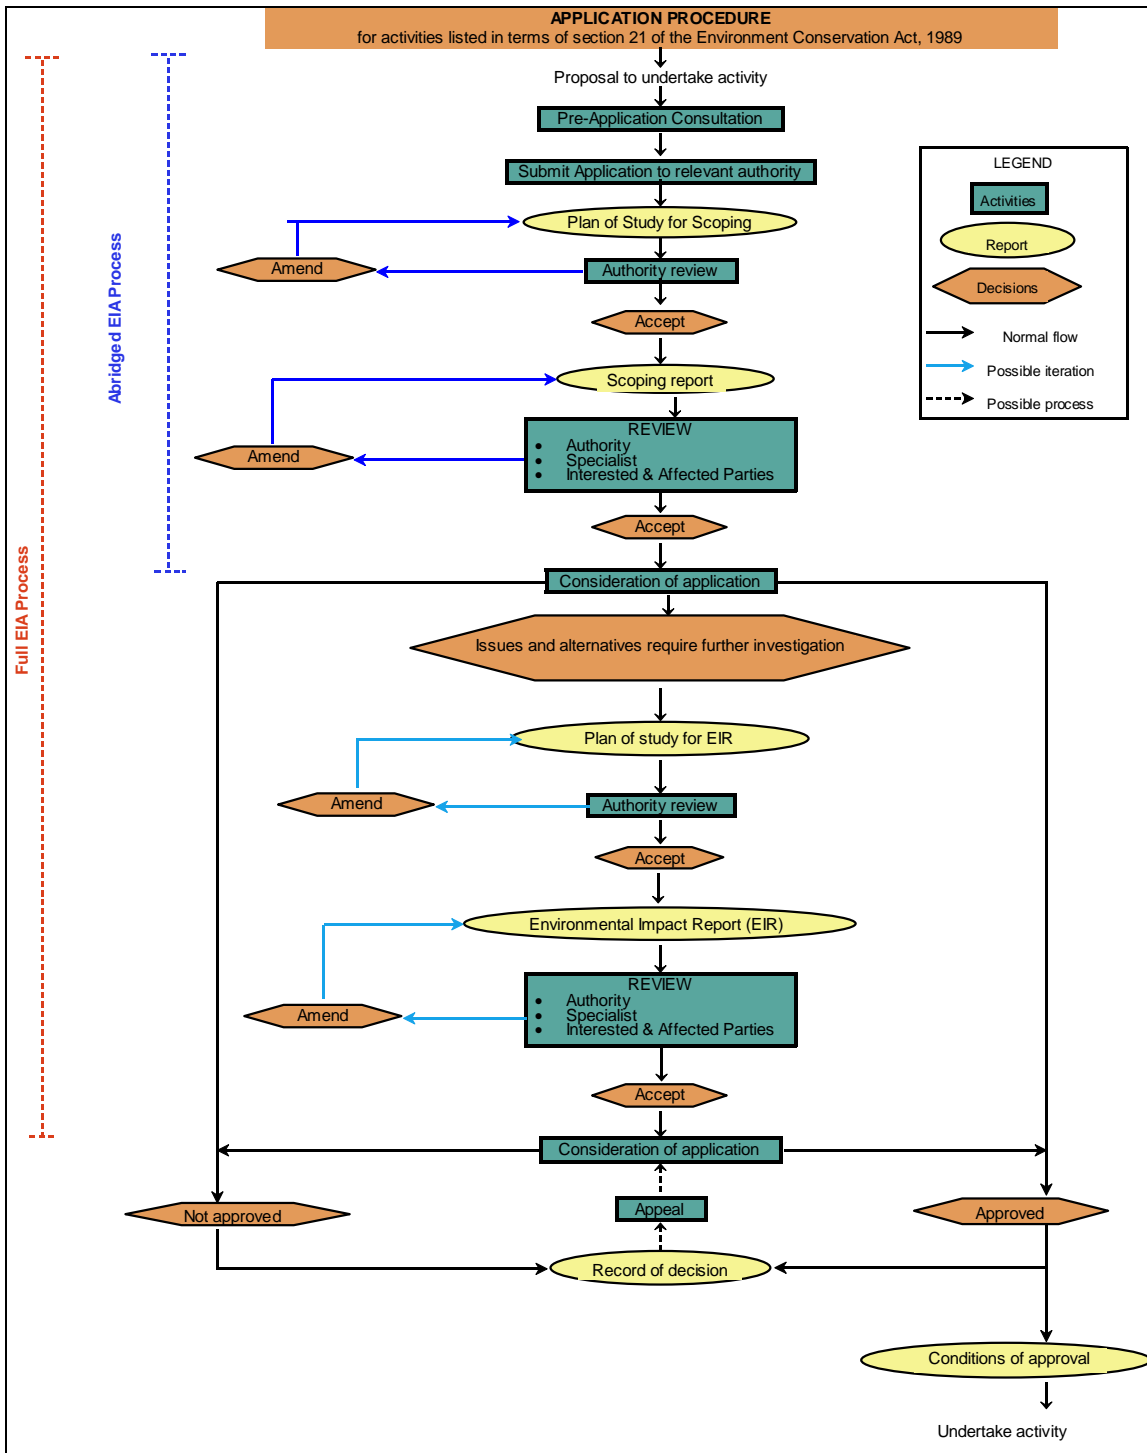 APPLICATION PROCEDURE
for activities listed in terms of section 21 of the Environment Conservation Act, 1989
Proposal to undertake activity
Pre-Application Consultation
Submit Application to relevant authority
Plan of Study for Scoping
Amend
Authority review
Accept
Scoping report
REVIEW
• Authority
• Specialist
• Interested & Affected Parties
Amend
Accept
Consideration of application
Issues and alternatives require further investigation
Plan of study for EIR
Amend
Authority review
Accept
Environmental Impact Report (EIR)
REVIEW
• Authority
• Specialist
• Interested & Affected Parties
Amend
Accept
Consideration of application
Not approved
Appeal
Approved
Record of decision
Conditions of approval
Undertake activity
Full EIA Process
Abridged EIA Process
LEGEND
Activities
Report
Decisions
Normal flow
Possible iteration
Possible process